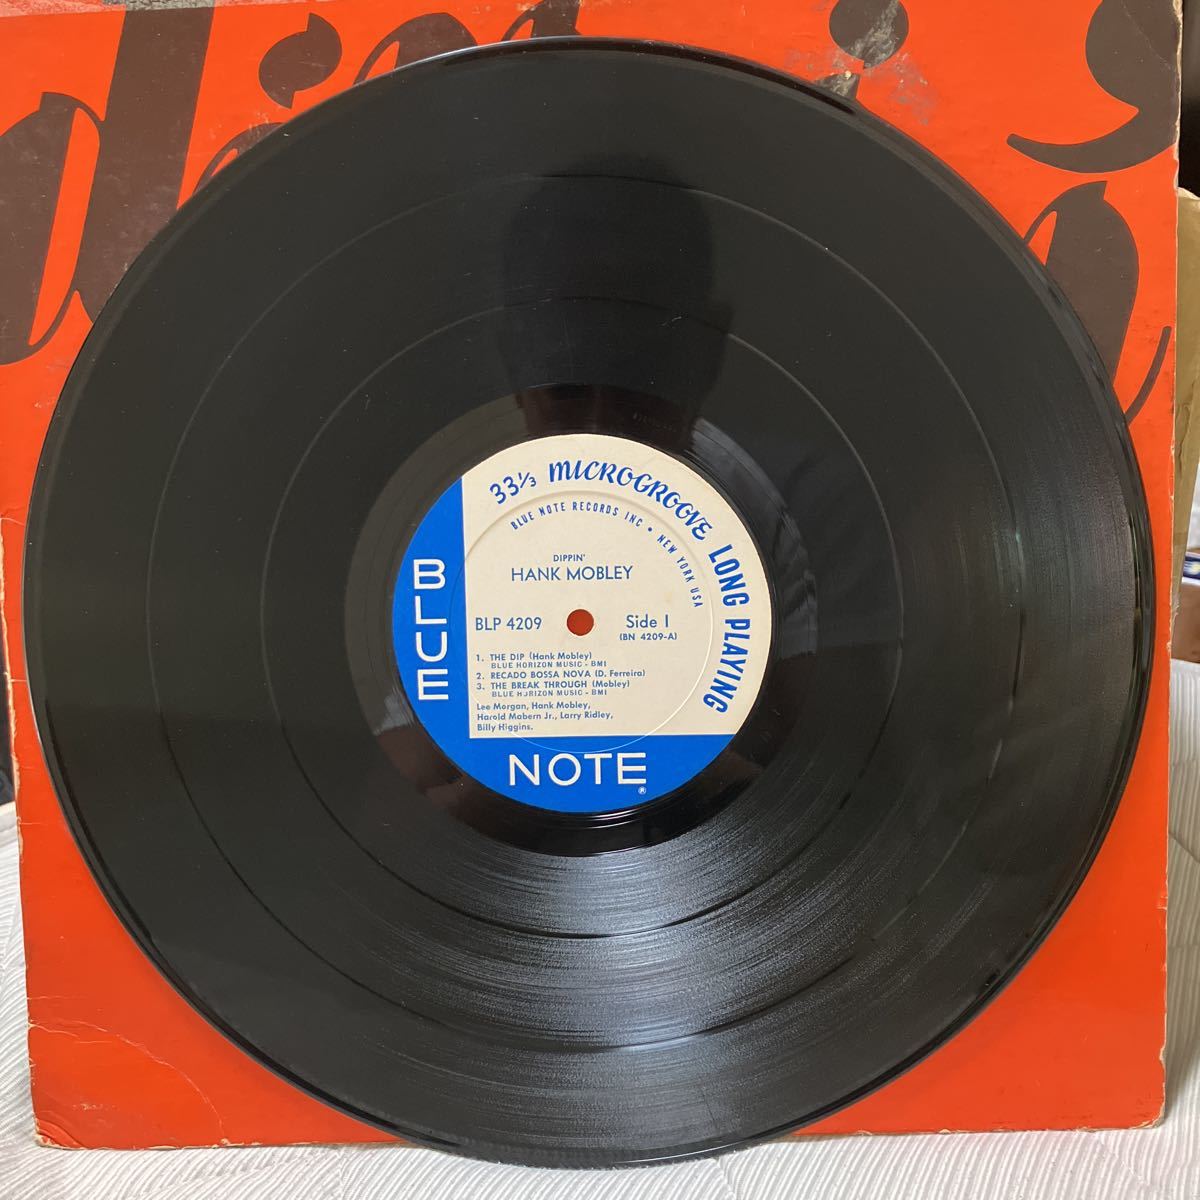 33⅓ MICROGROOVE LONG PLAYING
BLUE NOTE RECORDS INC • NEW YORK USA
DIPPIN'
HANK MOBLEY
BLP 4209
Side 1
(BN 4209-A)
1. THE DIP (Hank Mobley)
BLUE HORIZON MUSIC - BMI
2. RECADO BOSSA NOVA (D. Ferreira)
3. THE BREAK THROUGH (Mobley)
BLUE HORIZON MUSIC - BMI
Lee Morgan, Hank Mobley,
Harold Mabern Jr., Larry Ridley,
Billy Higgins.
BLUE
NOTE
®